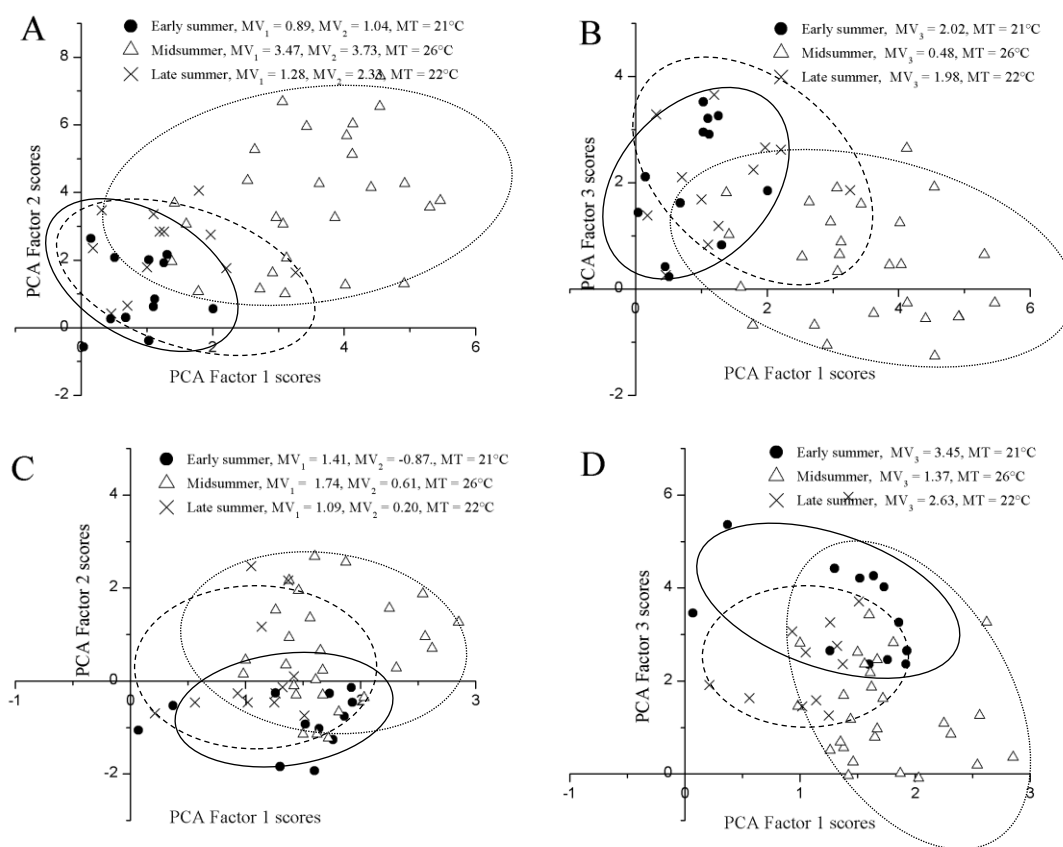 A
Early summer, MV1 = 0.89, MV2 = 1.04, MT = 21°C
Midsummer, MV1 = 3.47, MV2 = 3.73, MT = 26°C
Late summer, MV1 = 1.28, MV2 = 2.33, MT = 22°C
8
6
4
2
0
-2
0
2
4
6
PCA Factor 2 scores
PCA Factor 1 scores
B
Early summer, MV3 = 2.02, MT = 21°C
Midsummer, MV3 = 0.48, MT = 26°C
Late summer, MV3 = 1.98, MT = 22°C
4
2
0
-2
0
2
4
6
PCA Factor 3 scores
PCA Factor 1 scores
C
Early summer, MV1 = 1.41, MV2 = -0.87., MT = 21°C
Midsummer, MV1 = 1.74, MV2 = 0.61, MT = 26°C
Late summer, MV1 = 1.09, MV2 = 0.20, MT = 22°C
4
2
0
-2
-1
0
1
2
3
PCA Factor 2 scores
PCA Factor 1 scores
D
Early summer, MV3 = 3.45, MT = 21°C
Midsummer, MV3 = 1.37, MT = 26°C
Late summer, MV3 = 2.63, MT = 22°C
6
4
2
0
-1
0
1
2
3
PCA Factor 3 scores
PCA Factor 1 scores